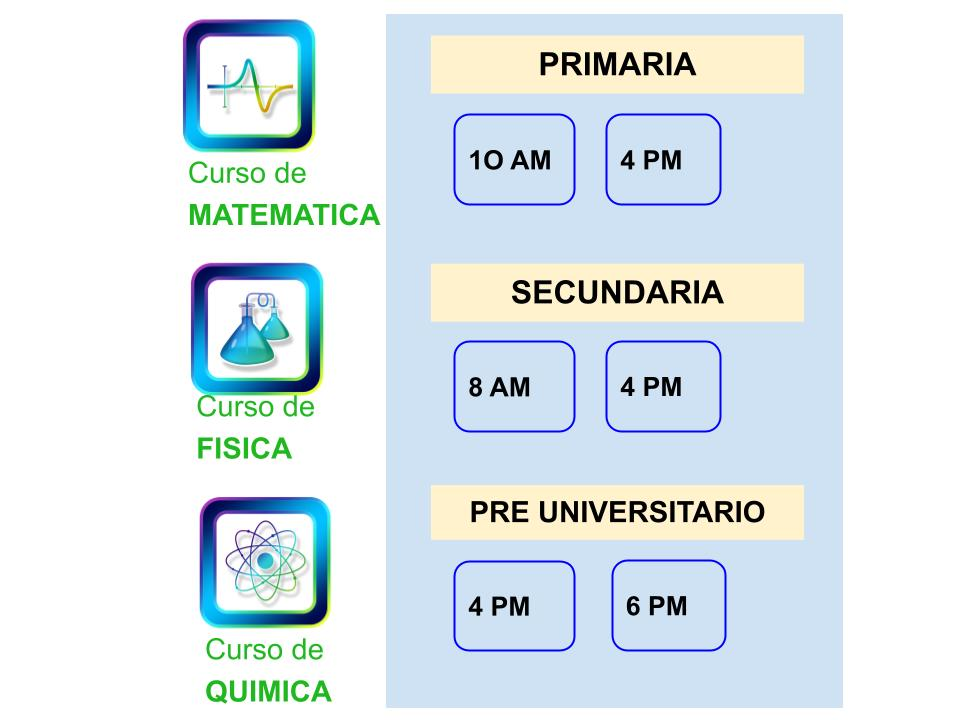 Curso de
MATEMATICA
Curso de
FISICA
Curso de
QUIMICA
PRIMARIA
1O AM
4 PM
SECUNDARIA
8 AM
4 PM
PRE UNIVERSITARIO
4 PM
6 PM